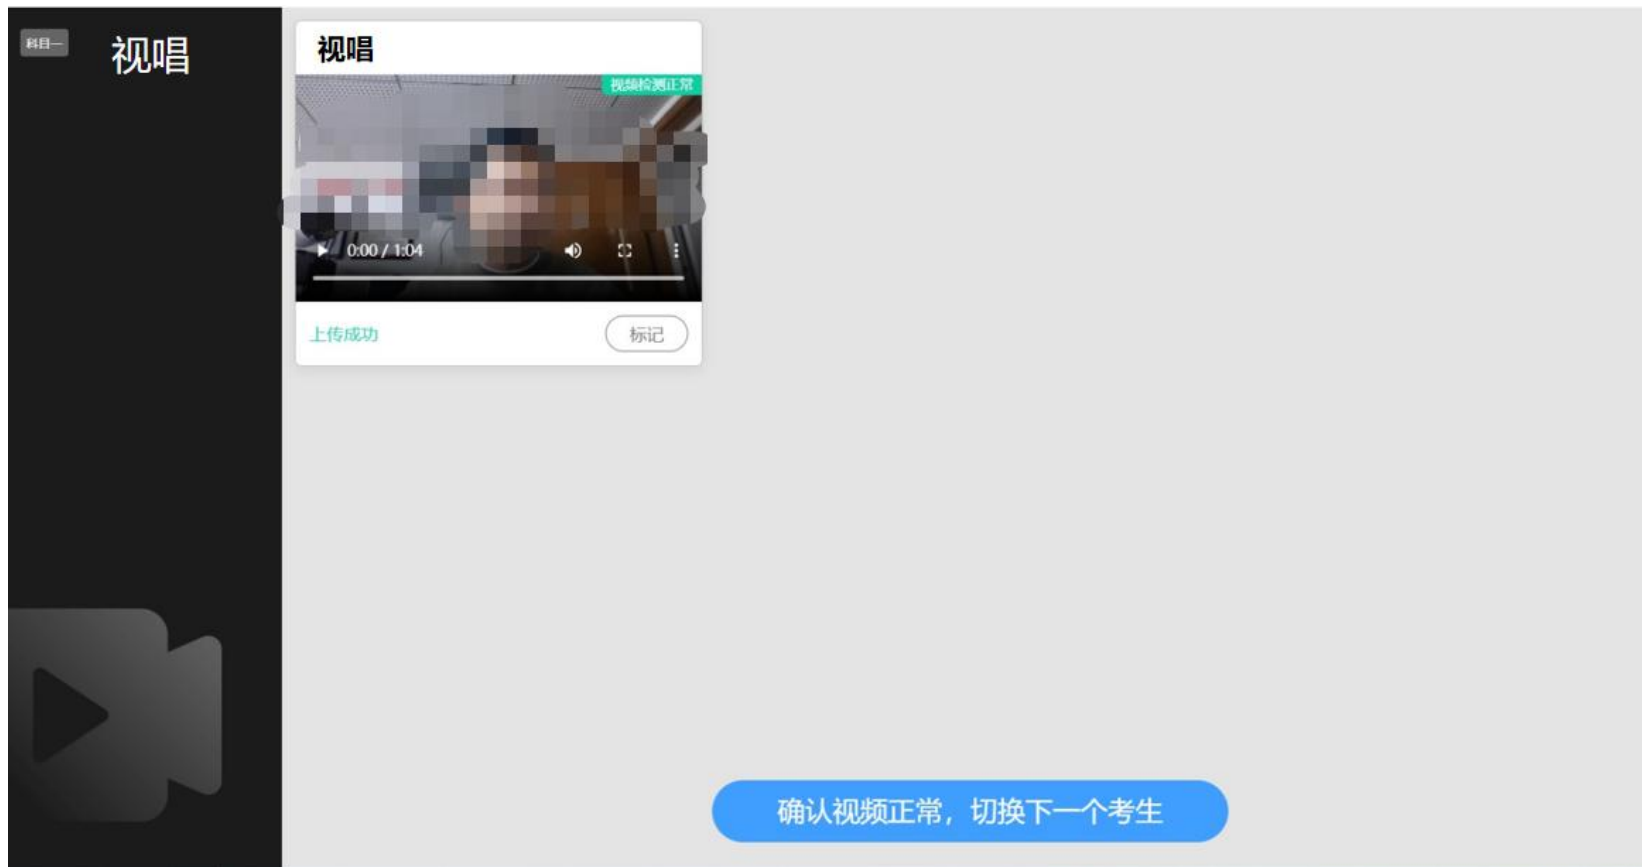 科目一
视唱
视唱
视频检测正常
0:00 / 1:04
上传成功
标记
确认视频正常，切换下一个考生